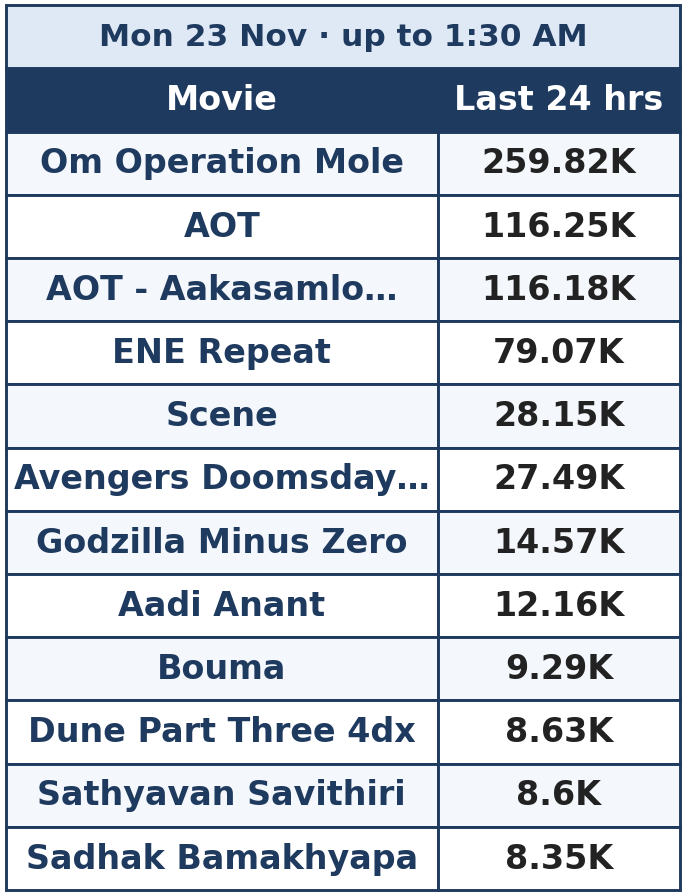 Mon 23 Nov · up to 1:30 AM
Movie Last 24 hrs
Om Operation Mole 259.82K
AOT 116.25K
AOT - Aakasamlo... 116.18K
ENE Repeat 79.07K
Scene 28.15K
Avengers Doomsday... 27.49K
Godzilla Minus Zero 14.57K
Aadi Anant 12.16K
Bouma 9.29K
Dune Part Three 4dx 8.63K
Sathyavan Savithiri 8.6K
Sadhak Bamakhyapa 8.35K